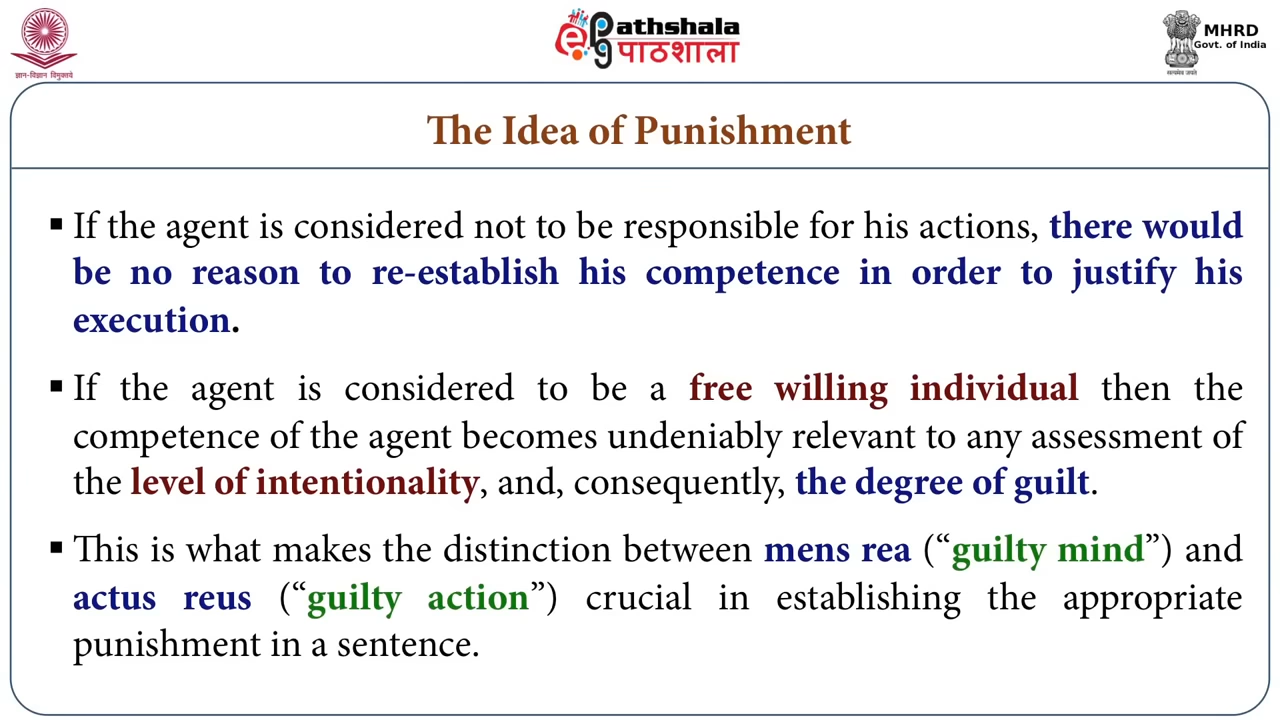 ज्ञान-विज्ञान विमुक्तये
ePathshala
पाठशाला
MHRD
Govt. of India
सत्यमेव जयते
The Idea of Punishment
▪ If the agent is considered not to be responsible for his actions, there would
be no reason to re-establish his competence in order to justify his
execution.
▪ If the agent is considered to be a free willing individual then the
competence of the agent becomes undeniably relevant to any assessment of
the level of intentionality, and, consequently, the degree of guilt.
▪ This is what makes the distinction between mens rea (“guilty mind”) and
actus reus (“guilty action”) crucial in establishing the appropriate
punishment in a sentence.